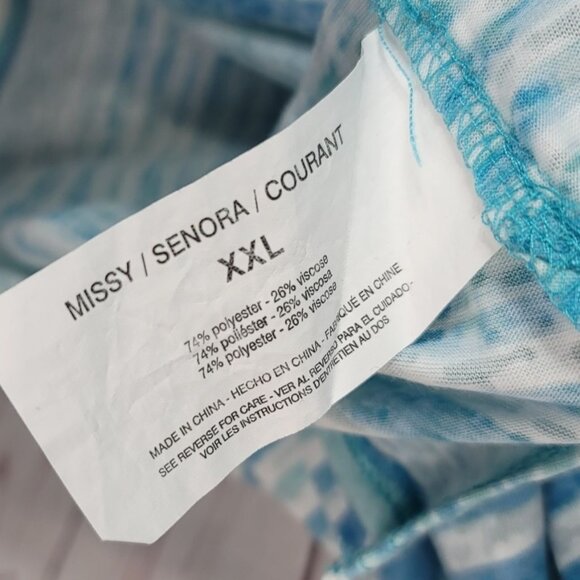 MISSY / SENORA / COURANT
XXL
74% polyester - 26% viscose
74% poliéster - 26% viscosa
74% polyester - 26% viscose
MADE IN CHINA - HECHO EN CHINA - FABRIQUÉ EN CHINE
SEE REVERSE FOR CARE - VER AL REVERSO PARA EL CUIDADO -
VOIR LES INSTRUCTIONS D'ENTRETIEN AU DOS